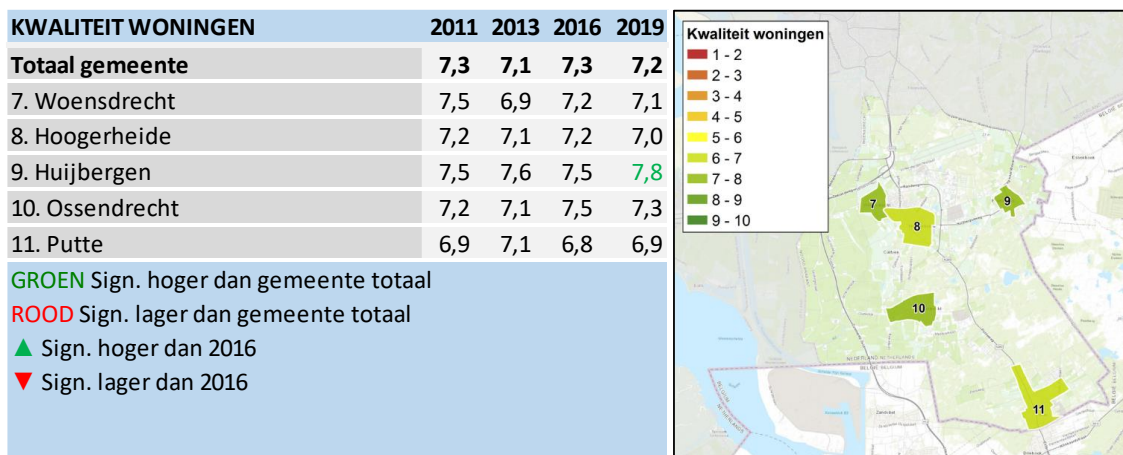 KWALITEIT WONINGEN 2011 2013 2016 2019
Totaal gemeente 7,3 7,1 7,3 7,2
7. Woensdrecht 7,5 6,9 7,2 7,1
8. Hoogerheide 7,2 7,1 7,2 7,0
9. Huijbergen 7,5 7,6 7,5 7,8
10. Ossendrecht 7,2 7,1 7,5 7,3
11. Putte 6,9 7,1 6,8 6,9
GROEN Sign. hoger dan gemeente totaal
ROOD Sign. lager dan gemeente totaal
▲ Sign. hoger dan 2016
▼ Sign. lager dan 2016
Kwaliteit woningen
1 - 2
2 - 3
3 - 4
4 - 5
5 - 6
6 - 7
7 - 8
8 - 9
9 - 10
7
8
9
10
11